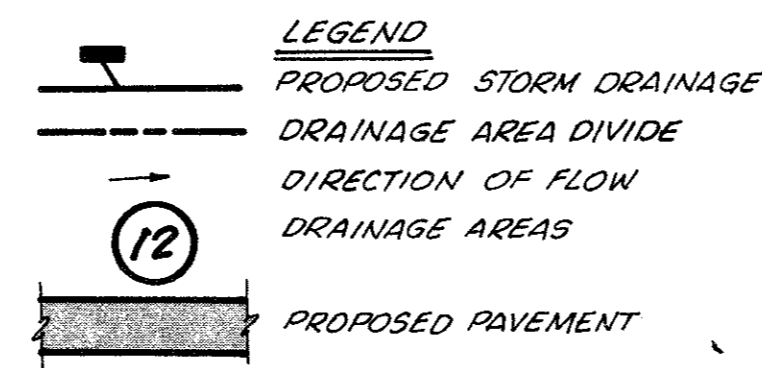 LEGEND
PROPOSED STORM DRAINAGE
DRAINAGE AREA DIVIDE
DIRECTION OF FLOW
12 DRAINAGE AREAS
PROPOSED PAVEMENT